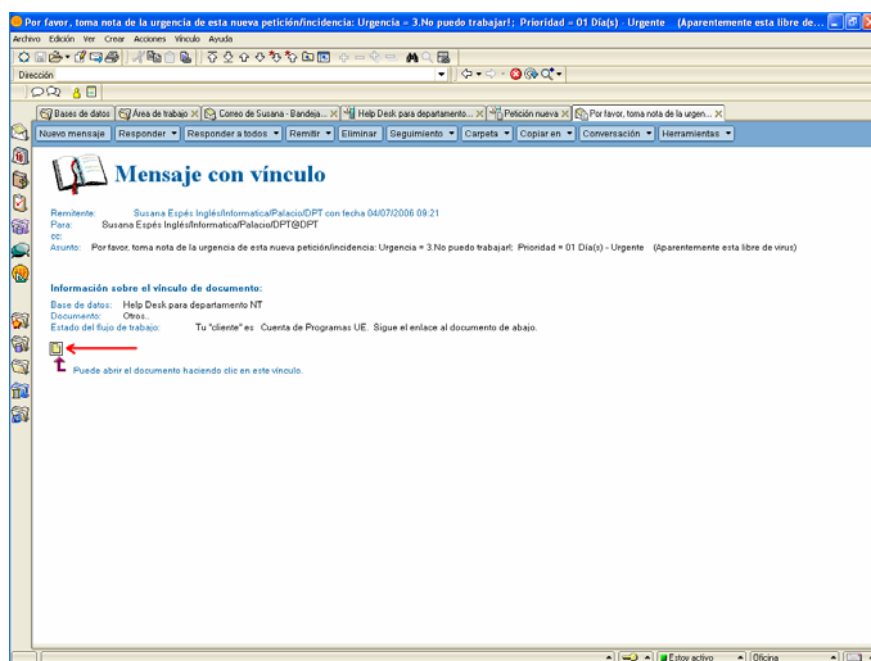 Por favor, toma nota de la urgencia de esta nueva petición/incidencia: Urgencia = 3.No puedo trabajar!; Prioridad = 01 Día(s) - Urgente (Aparentemente esta libre de...
Archivo Edición Ver Crear Acciones Vínculo Ayuda
Dirección
Bases de datos Área de trabajo Correo de Susana - Bandeja... Help Desk para departamento... Petición nueva Por favor, toma nota de la urgen...
Nuevo mensaje Responder Responder a todos Remitir Eliminar Seguimiento Carpeta Copiar en Conversación Herramientas
Mensaje con vínculo
Remitente: Susana Espés Inglés/Informatica/Palacio/DPT con fecha 04/07/2006 09:21
Para: Susana Espés Inglés/Informatica/Palacio/DPT@DPT
cc:
Asunto: Por favor, toma nota de la urgencia de esta nueva petición/incidencia: Urgencia = 3.No puedo trabajar!; Prioridad = 01 Día(s) - Urgente (Aparentemente esta libre de virus)
Información sobre el vínculo de documento:
Base de datos: Help Desk para departamento NT
Documento: Otros..
Estado del flujo de trabajo: Tu "cliente" es Cuenta de Programas UE. Sigue el enlace al documento de abajo.
Puede abrir el documento haciendo clic en este vínculo.
Estoy activo Oficina